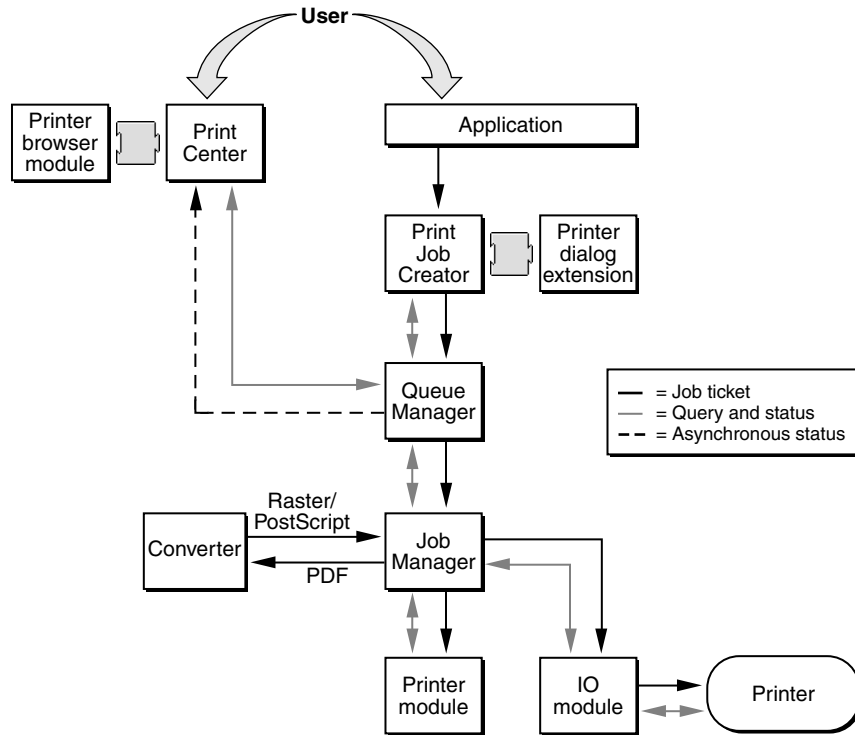 User
Printer
browser
module
Print
Center
Application
Print
Job
Creator
Printer
dialog
extension
Queue
Manager
= Job ticket
= Query and status
= Asynchronous status
Raster/
PostScript
Converter
PDF
Job
Manager
Printer
module
IO
module
Printer